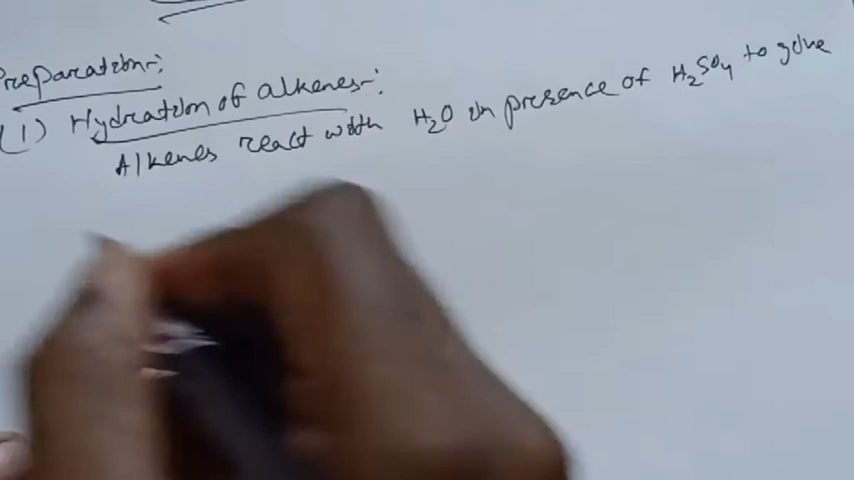 Preparation:
(1) Hydration of alkenes:
Alkenes react with H₂O in presence of H₂SO₄ to give